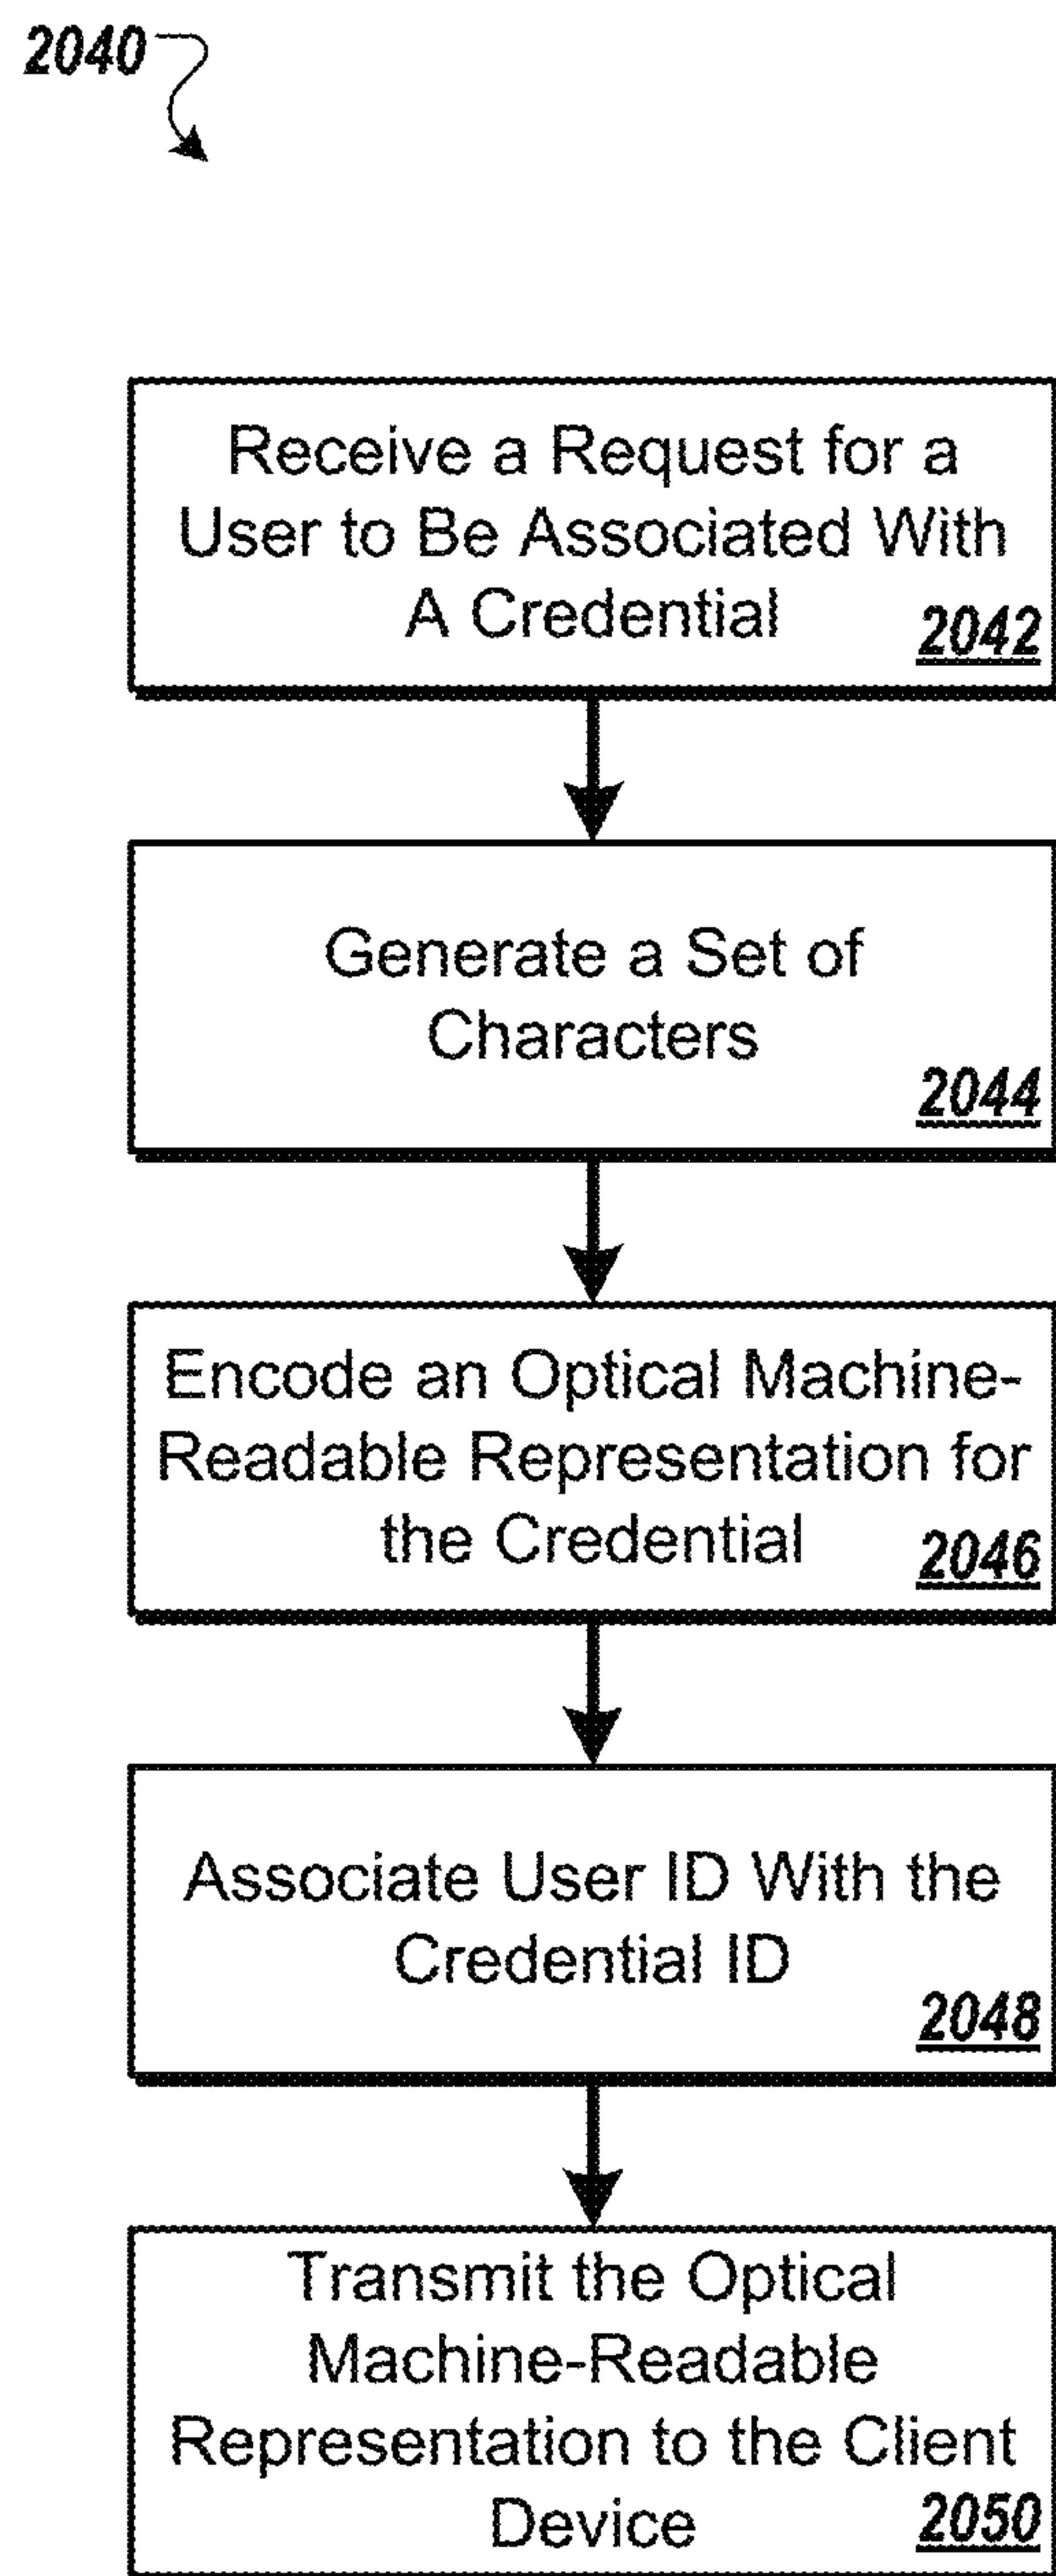 2040
Receive a Request for a
User to Be Associated With
A Credential 2042
Generate a Set of
Characters
2044
Encode an Optical Machine-
Readable Representation for
the Credential 2046
Associate User ID With the
Credential ID
2048
Transmit the Optical
Machine-Readable
Representation to the Client
Device 2050